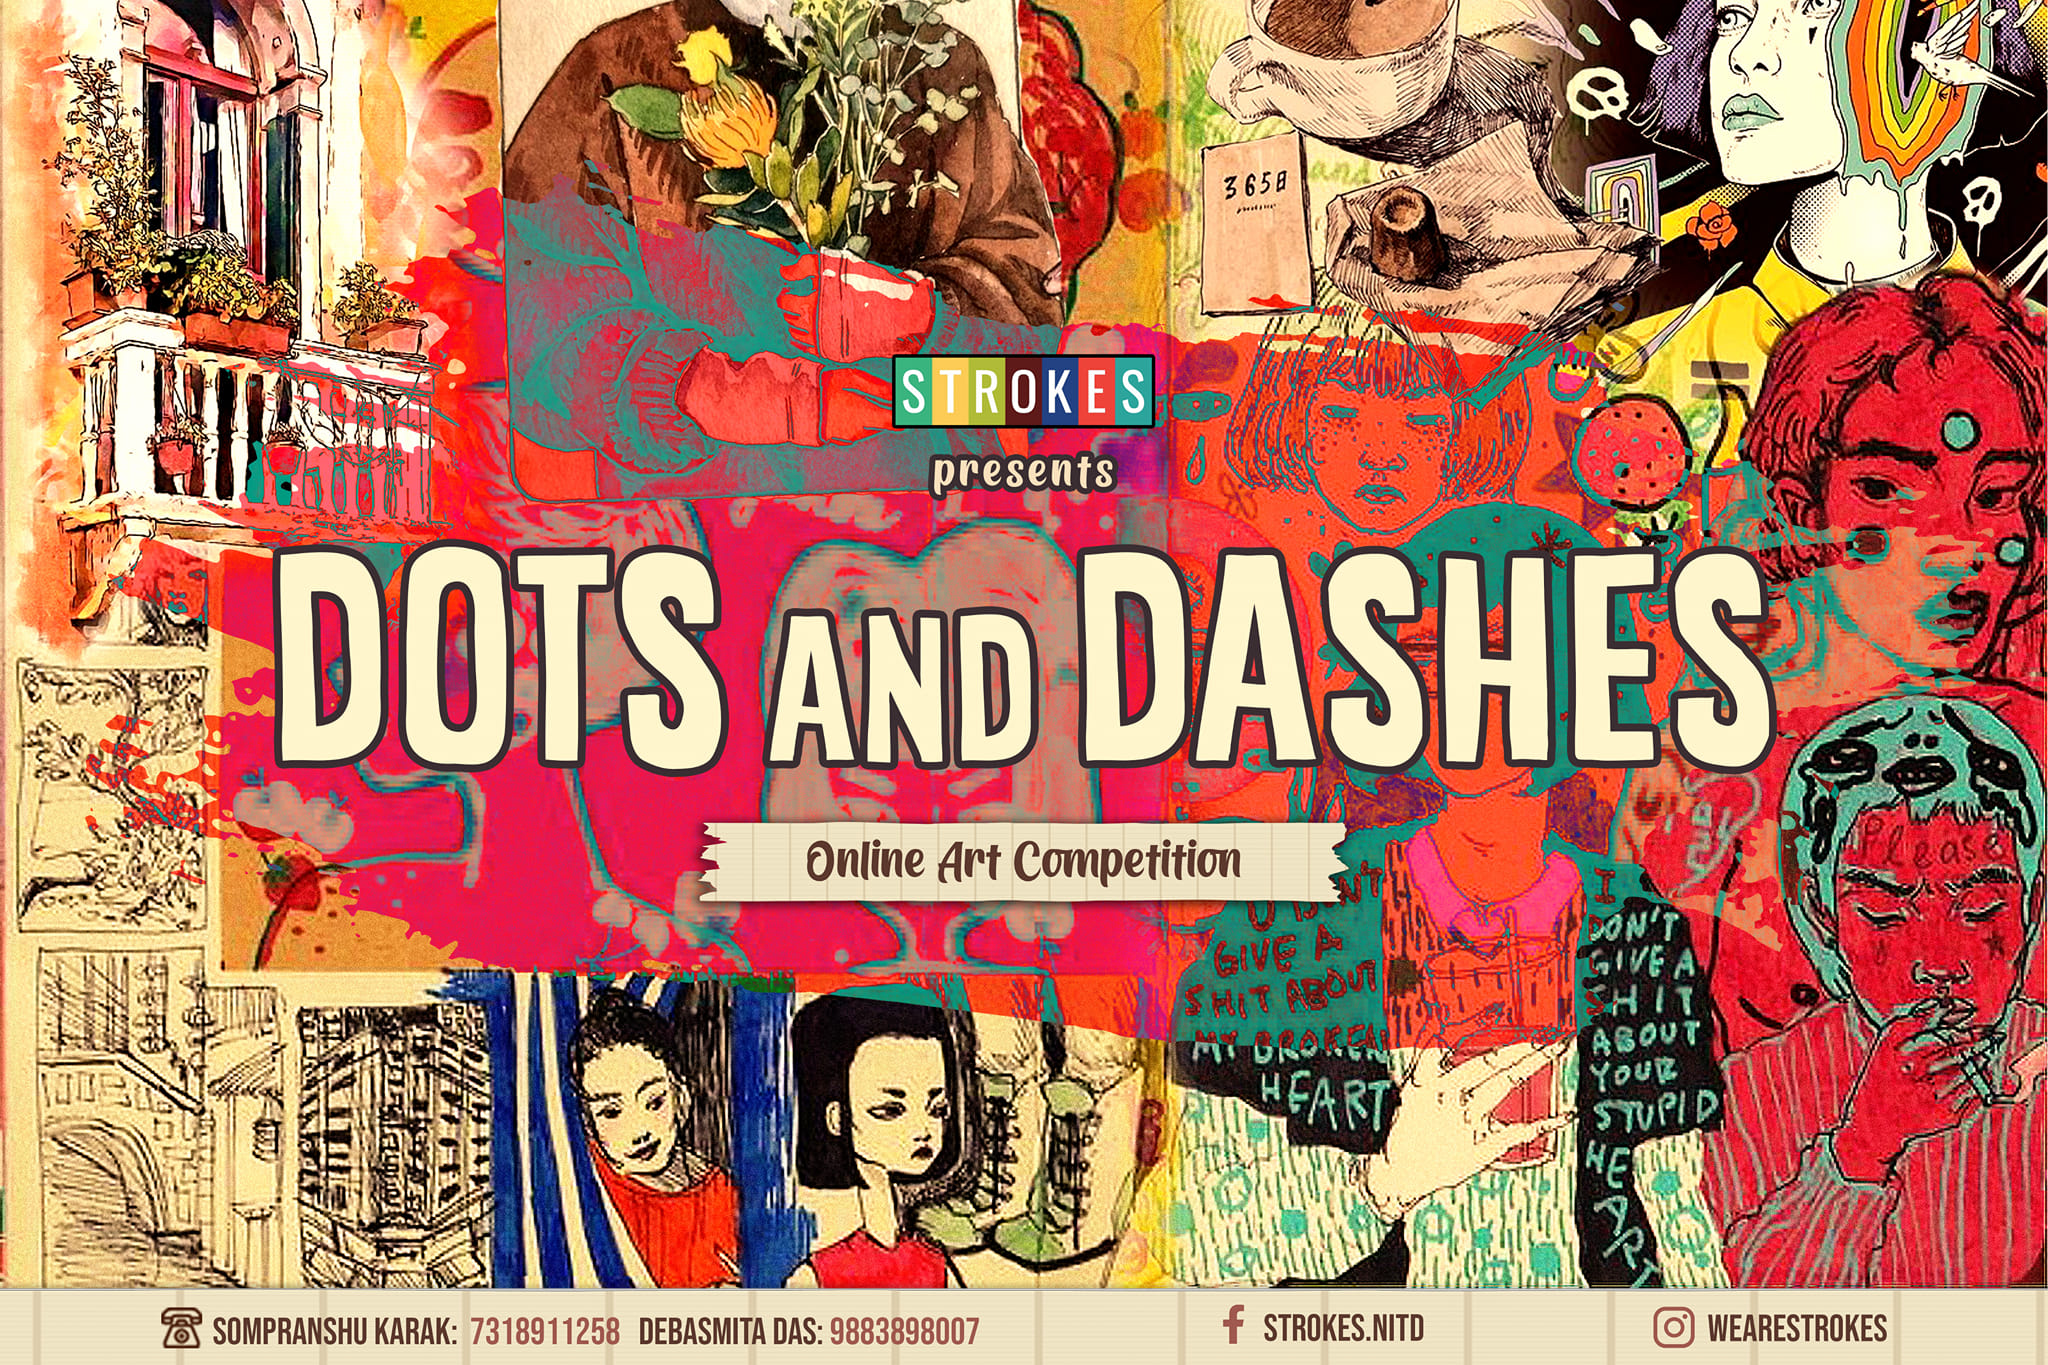 3658
STROKES
presents
DOTS AND DASHES
Online Art Competition
Please
GIVE A
SHIT ABOUT
MY BROKEN
HEART
I
DON'T
GIVE A
SHIT
ABOUT
YOUR
STUPID
HEART
SOMPRANSHU KARAK: 7318911258 DEBASMITA DAS: 9883898007
STROKES.NITD
WEARESTROKES